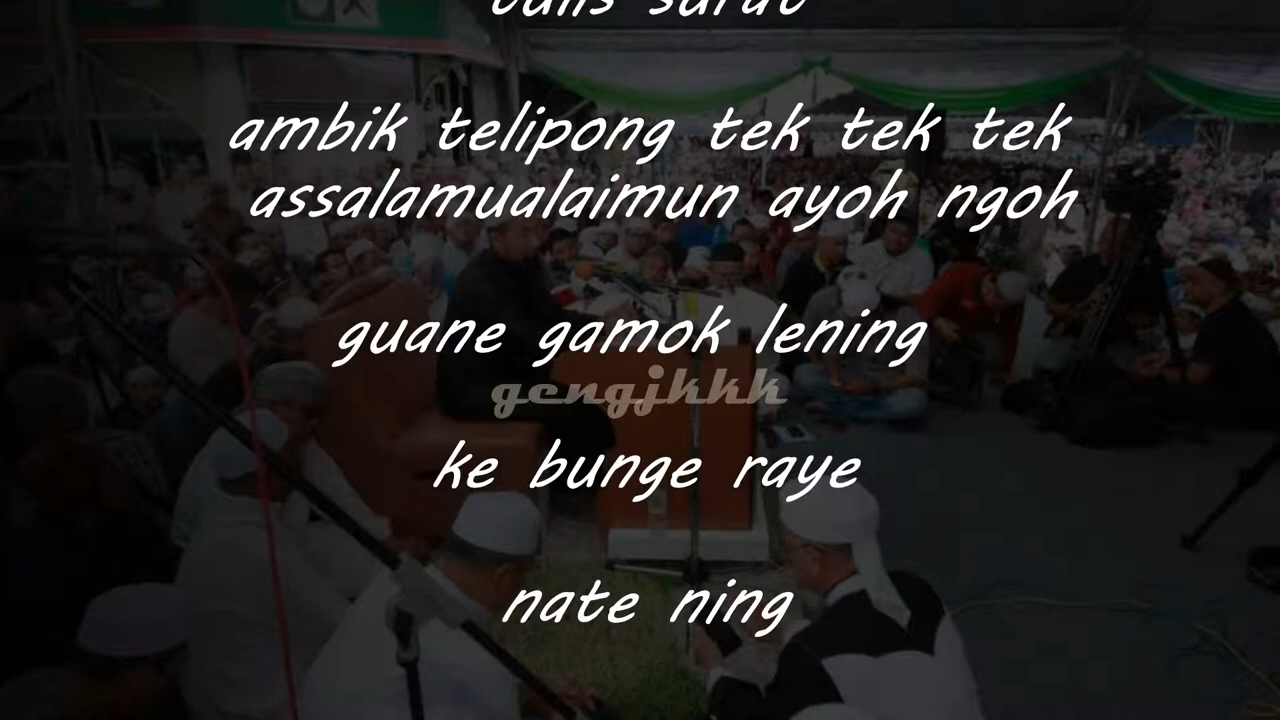 ambik telipong tek tek tek
assalamualaimun ayoh ngoh
guane gamok lening
gengjkkk
ke bunge raye
nate ning